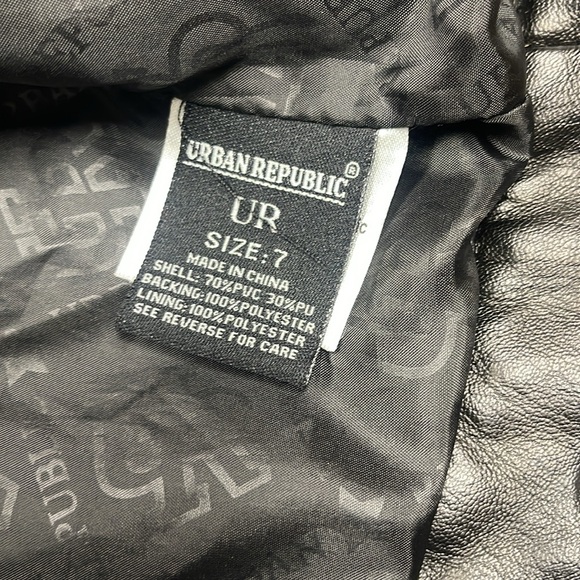 URBAN REPUBLIC®
UR
SIZE: 7
MADE IN CHINA
SHELL: 70%PVC 30%PU
BACKING:100%POLYESTER
LINING:100%POLYESTER
SEE REVERSE FOR CARE
C